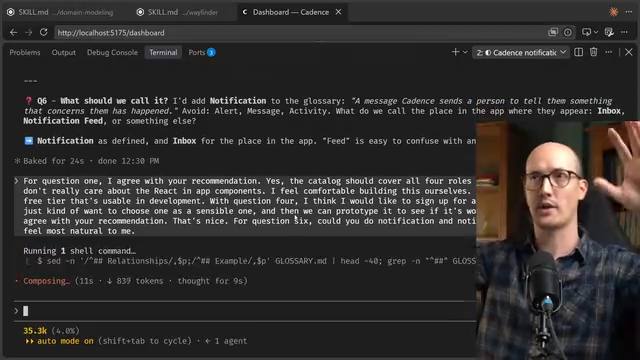 SKILL.md .../domain-modeling
SKILL.md .../wayfinder
Dashboard — Cadence
http://localhost:5175/dashboard
Problems Output Debug Console Terminal Ports 3
2: Cadence notificatic
---
? Q6 - What should we call it? I'd add Notification to the glossary: "A message Cadence sends a person to tell them something
that concerns them has happened." Avoid: Alert, Message, Activity. What do we call the place in the app where they appear: Inbox,
Notification Feed, or something else?
Notification as defined, and Inbox for the place in the app. "Feed" is easy to confuse with an
Baked for 24s · done 12:30 PM
> For question one, I agree with your recommendation. Yes, the catalog should cover all four roles
don't really care about the React in app components. I feel comfortable building this ourselves.
free tier that's usable in development. With question four, I think I would like to sign up for a
just kind of want to choose one as a sensible one, and then we can prototype it to see if it's wo
agree with your recommendation. That's nice. For question six, could you do notification and noti
feel most natural to me.
Running 1 shell command…
$ sed -n '/^## Relationships/,$p;/^## Example/,$p' GLOSSARY.md | head -40; grep -n "^##" GLOSS
· Composing… (11s · ↓ 839 tokens · thought for 9s)
>
35.3k (4.0%)
auto mode on (shift+tab to cycle) · ← 1 agent